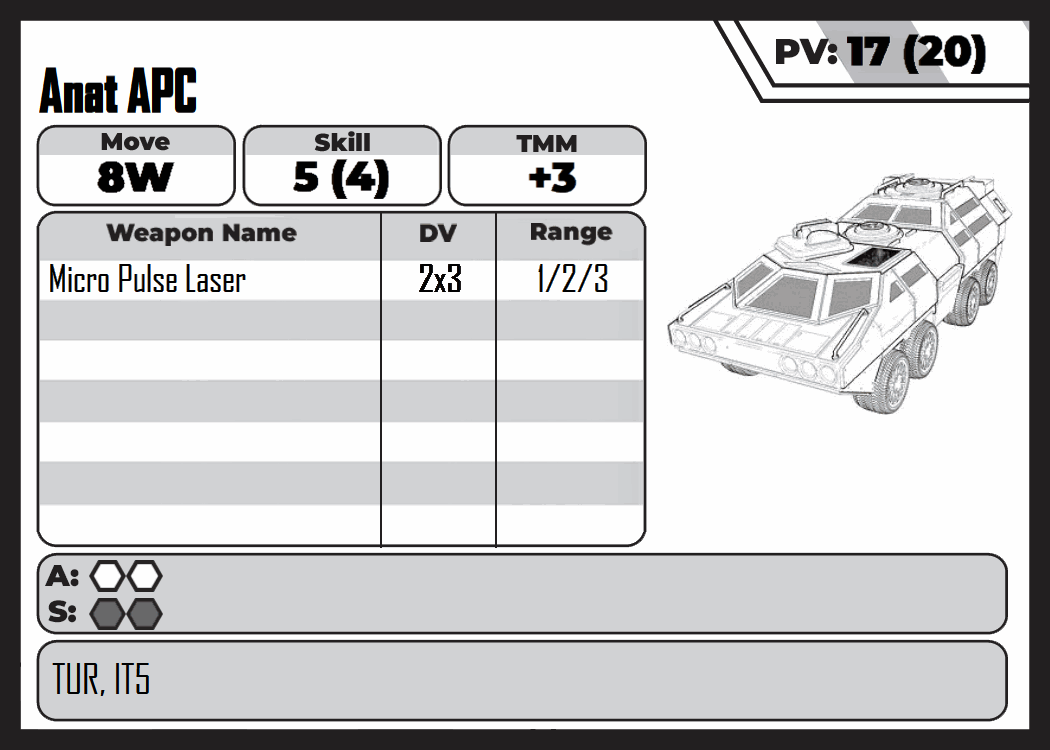 PV: 17 (20)
Anat APC
Move Skill TMM
8W 5 (4) +3
Weapon Name DV Range
Micro Pulse Laser 2x3 1/2/3
A:
S:
TUR, IT5